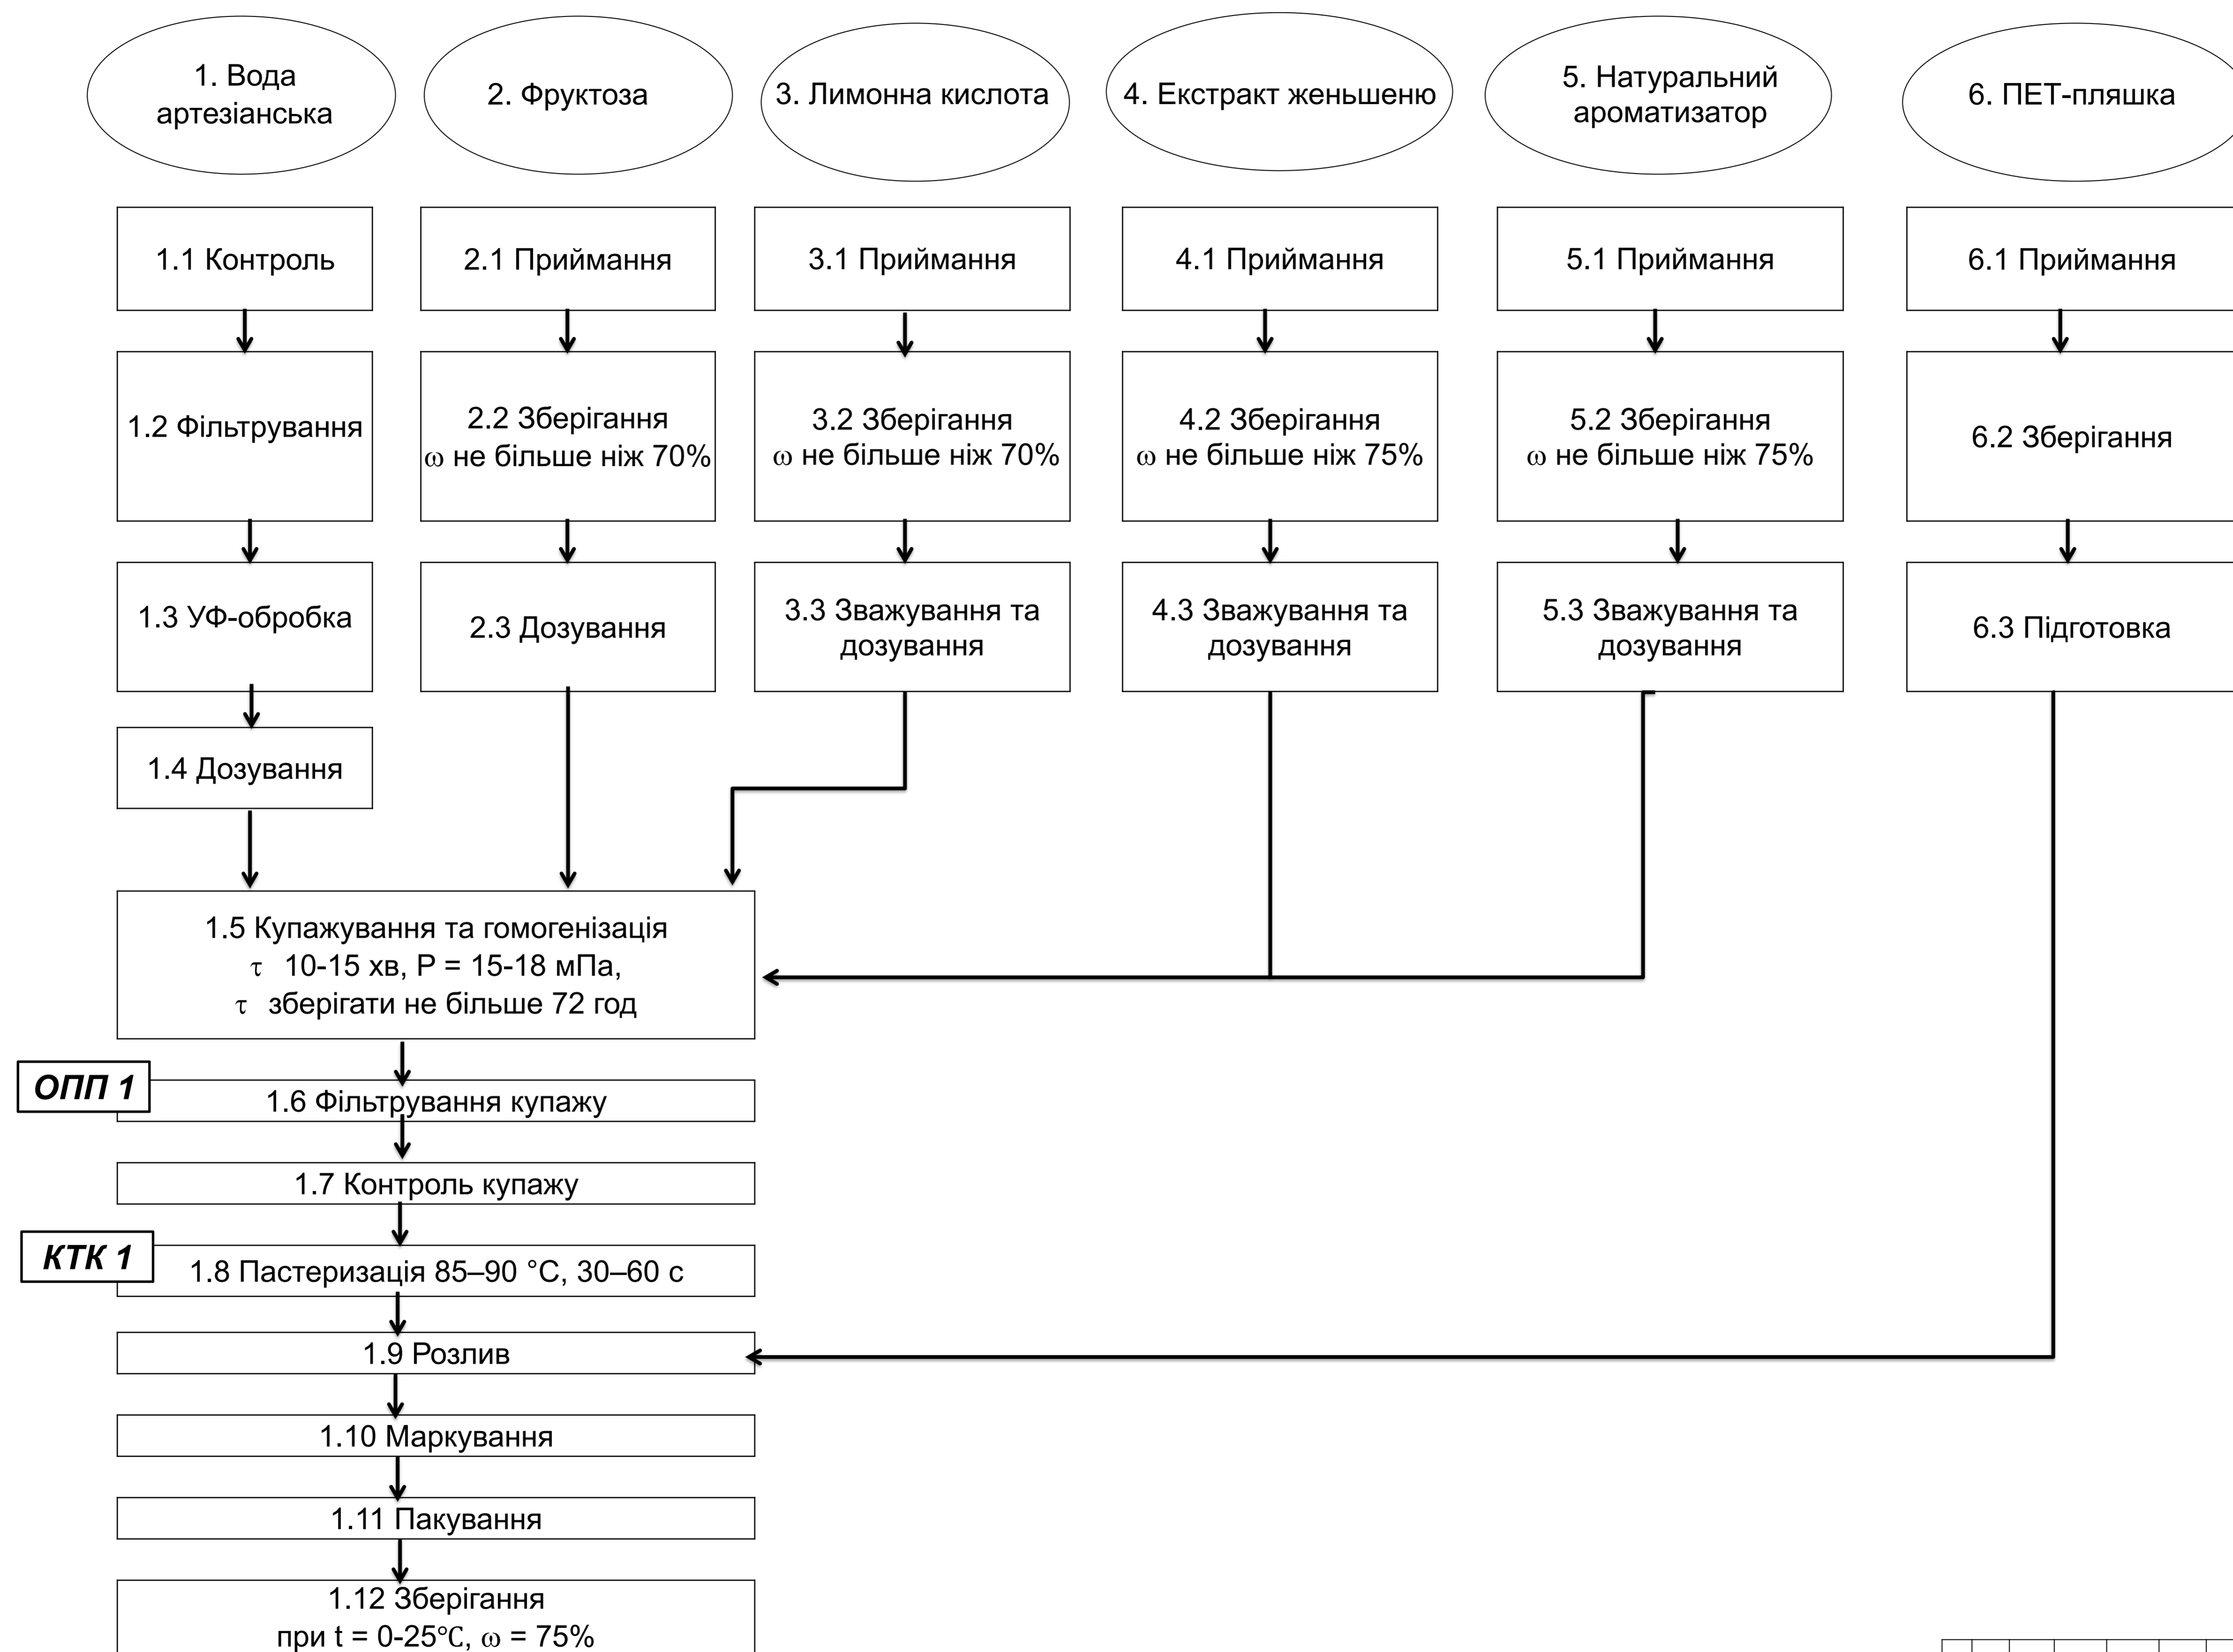 1. Вода
артезіанська
2. Фруктоза
3. Лимонна кислота
4. Екстракт женьшеню
5. Натуральний
ароматизатор
6. ПЕТ-пляшка
1.1 Контроль
2.1 Приймання
3.1 Приймання
4.1 Приймання
5.1 Приймання
6.1 Приймання
1.2 Фільтрування
2.2 Зберігання
ω не більше ніж 70%
3.2 Зберігання
ω не більше ніж 70%
4.2 Зберігання
ω не більше ніж 75%
5.2 Зберігання
ω не більше ніж 75%
6.2 Зберігання
1.3 УФ-обробка
2.3 Дозування
3.3 Зважування та
дозування
4.3 Зважування та
дозування
5.3 Зважування та
дозування
6.3 Підготовка
1.4 Дозування
1.5 Купажування та гомогенізація
τ 10-15 хв, P = 15-18 мПа,
τ зберігати не більше 72 год
ОПП 1
1.6 Фільтрування купажу
1.7 Контроль купажу
КТК 1
1.8 Пастеризація 85–90 °C, 30–60 с
1.9 Розлив
1.10 Маркування
1.11 Пакування
1.12 Зберігання
при t = 0-25°C, ω = 75%